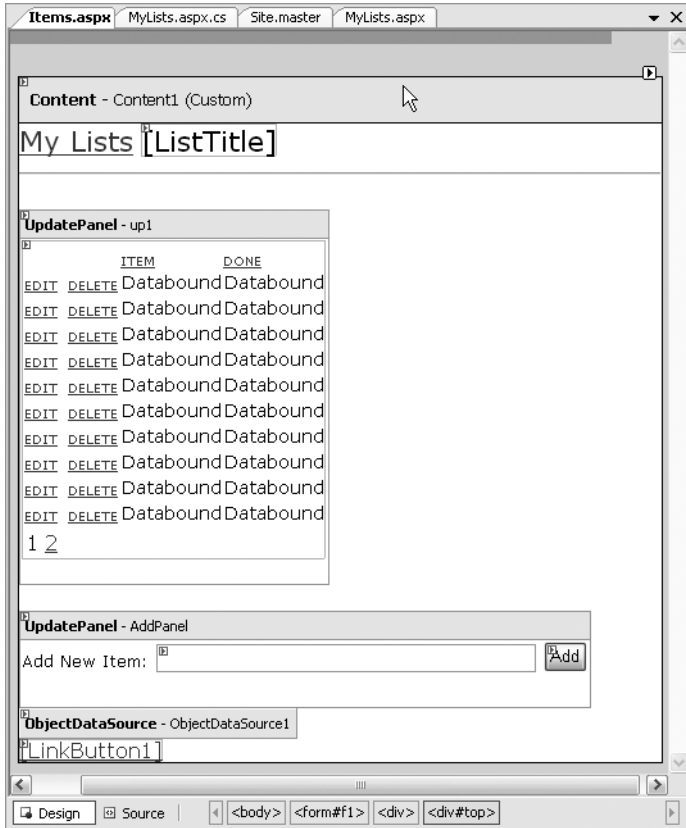 Items.aspx MyLists.aspx.cs Site.master MyLists.aspx
Content - Content1 (Custom)
My Lists [ListTitle]
UpdatePanel - up1
ITEM DONE
EDIT DELETE Databound Databound
EDIT DELETE Databound Databound
EDIT DELETE Databound Databound
EDIT DELETE Databound Databound
EDIT DELETE Databound Databound
EDIT DELETE Databound Databound
EDIT DELETE Databound Databound
EDIT DELETE Databound Databound
EDIT DELETE Databound Databound
EDIT DELETE Databound Databound
1 2
UpdatePanel - AddPanel
Add New Item: Add
ObjectDataSource - ObjectDataSource1
[LinkButton1]
Design Source <body> <form#f1> <div> <div#top>